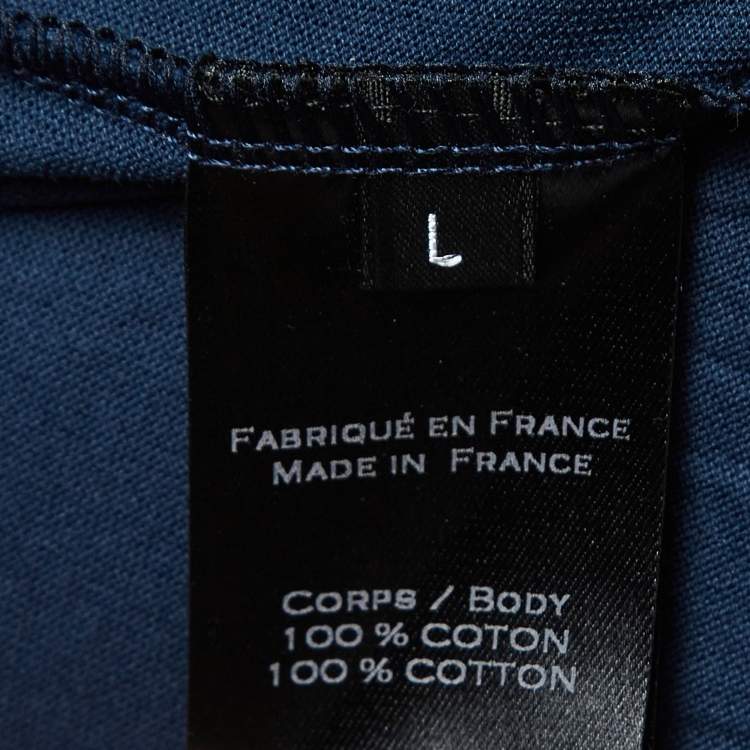 L
FABRIQUÉ EN FRANCE
MADE IN FRANCE
CORPS / BODY
100 % COTON
100 % COTTON